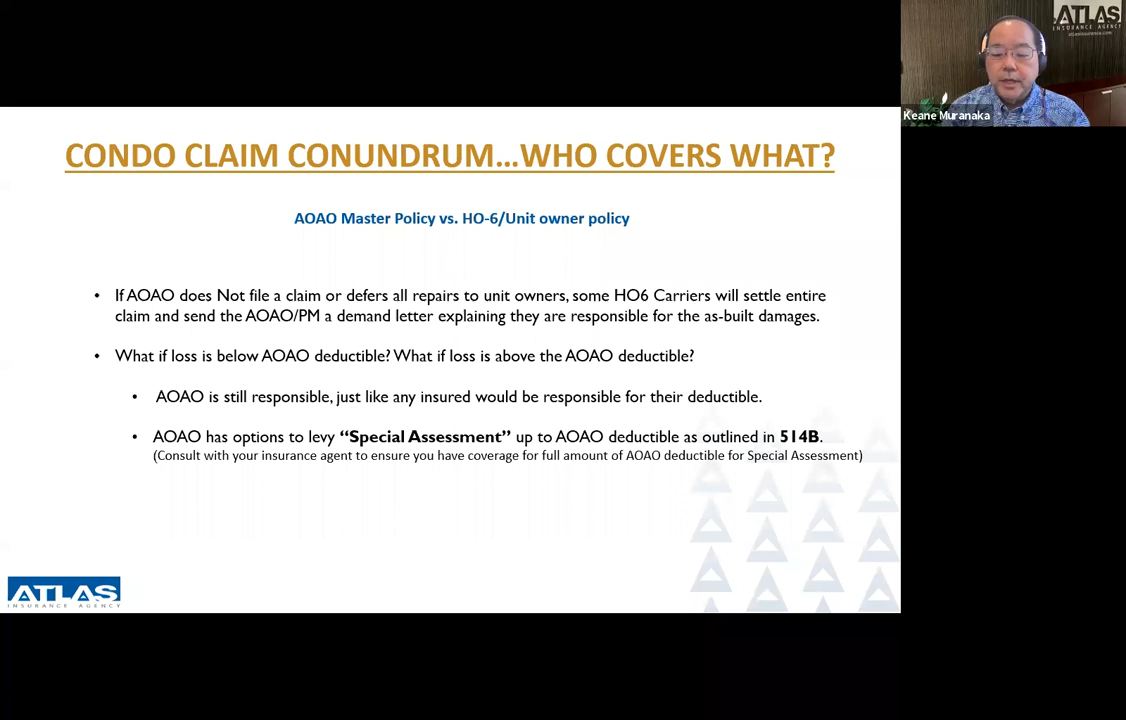 ATLAS
INSURANCE AGENCY
atlasinsurance.com
Keane Muranaka
CONDO CLAIM CONUNDRUM...WHO COVERS WHAT?
AOAO Master Policy vs. HO-6/Unit owner policy
• If AOAO does Not file a claim or defers all repairs to unit owners, some HO6 Carriers will settle entire
claim and send the AOAO/PM a demand letter explaining they are responsible for the as-built damages.
• What if loss is below AOAO deductible? What if loss is above the AOAO deductible?
• AOAO is still responsible, just like any insured would be responsible for their deductible.
• AOAO has options to levy “Special Assessment” up to AOAO deductible as outlined in 514B.
(Consult with your insurance agent to ensure you have coverage for full amount of AOAO deductible for Special Assessment)
ATLAS
INSURANCE AGENCY